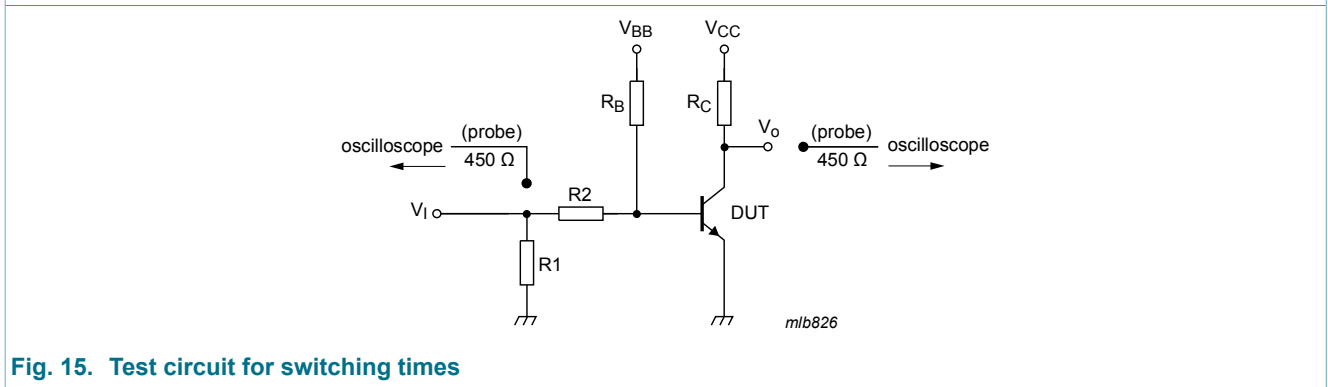 V_BB
V_CC
R_B
R_C
V_o
(probe)
450 Ω
oscilloscope
(probe)
450 Ω
oscilloscope
R2
V_I
DUT
R1
mlb826
Fig. 15. Test circuit for switching times